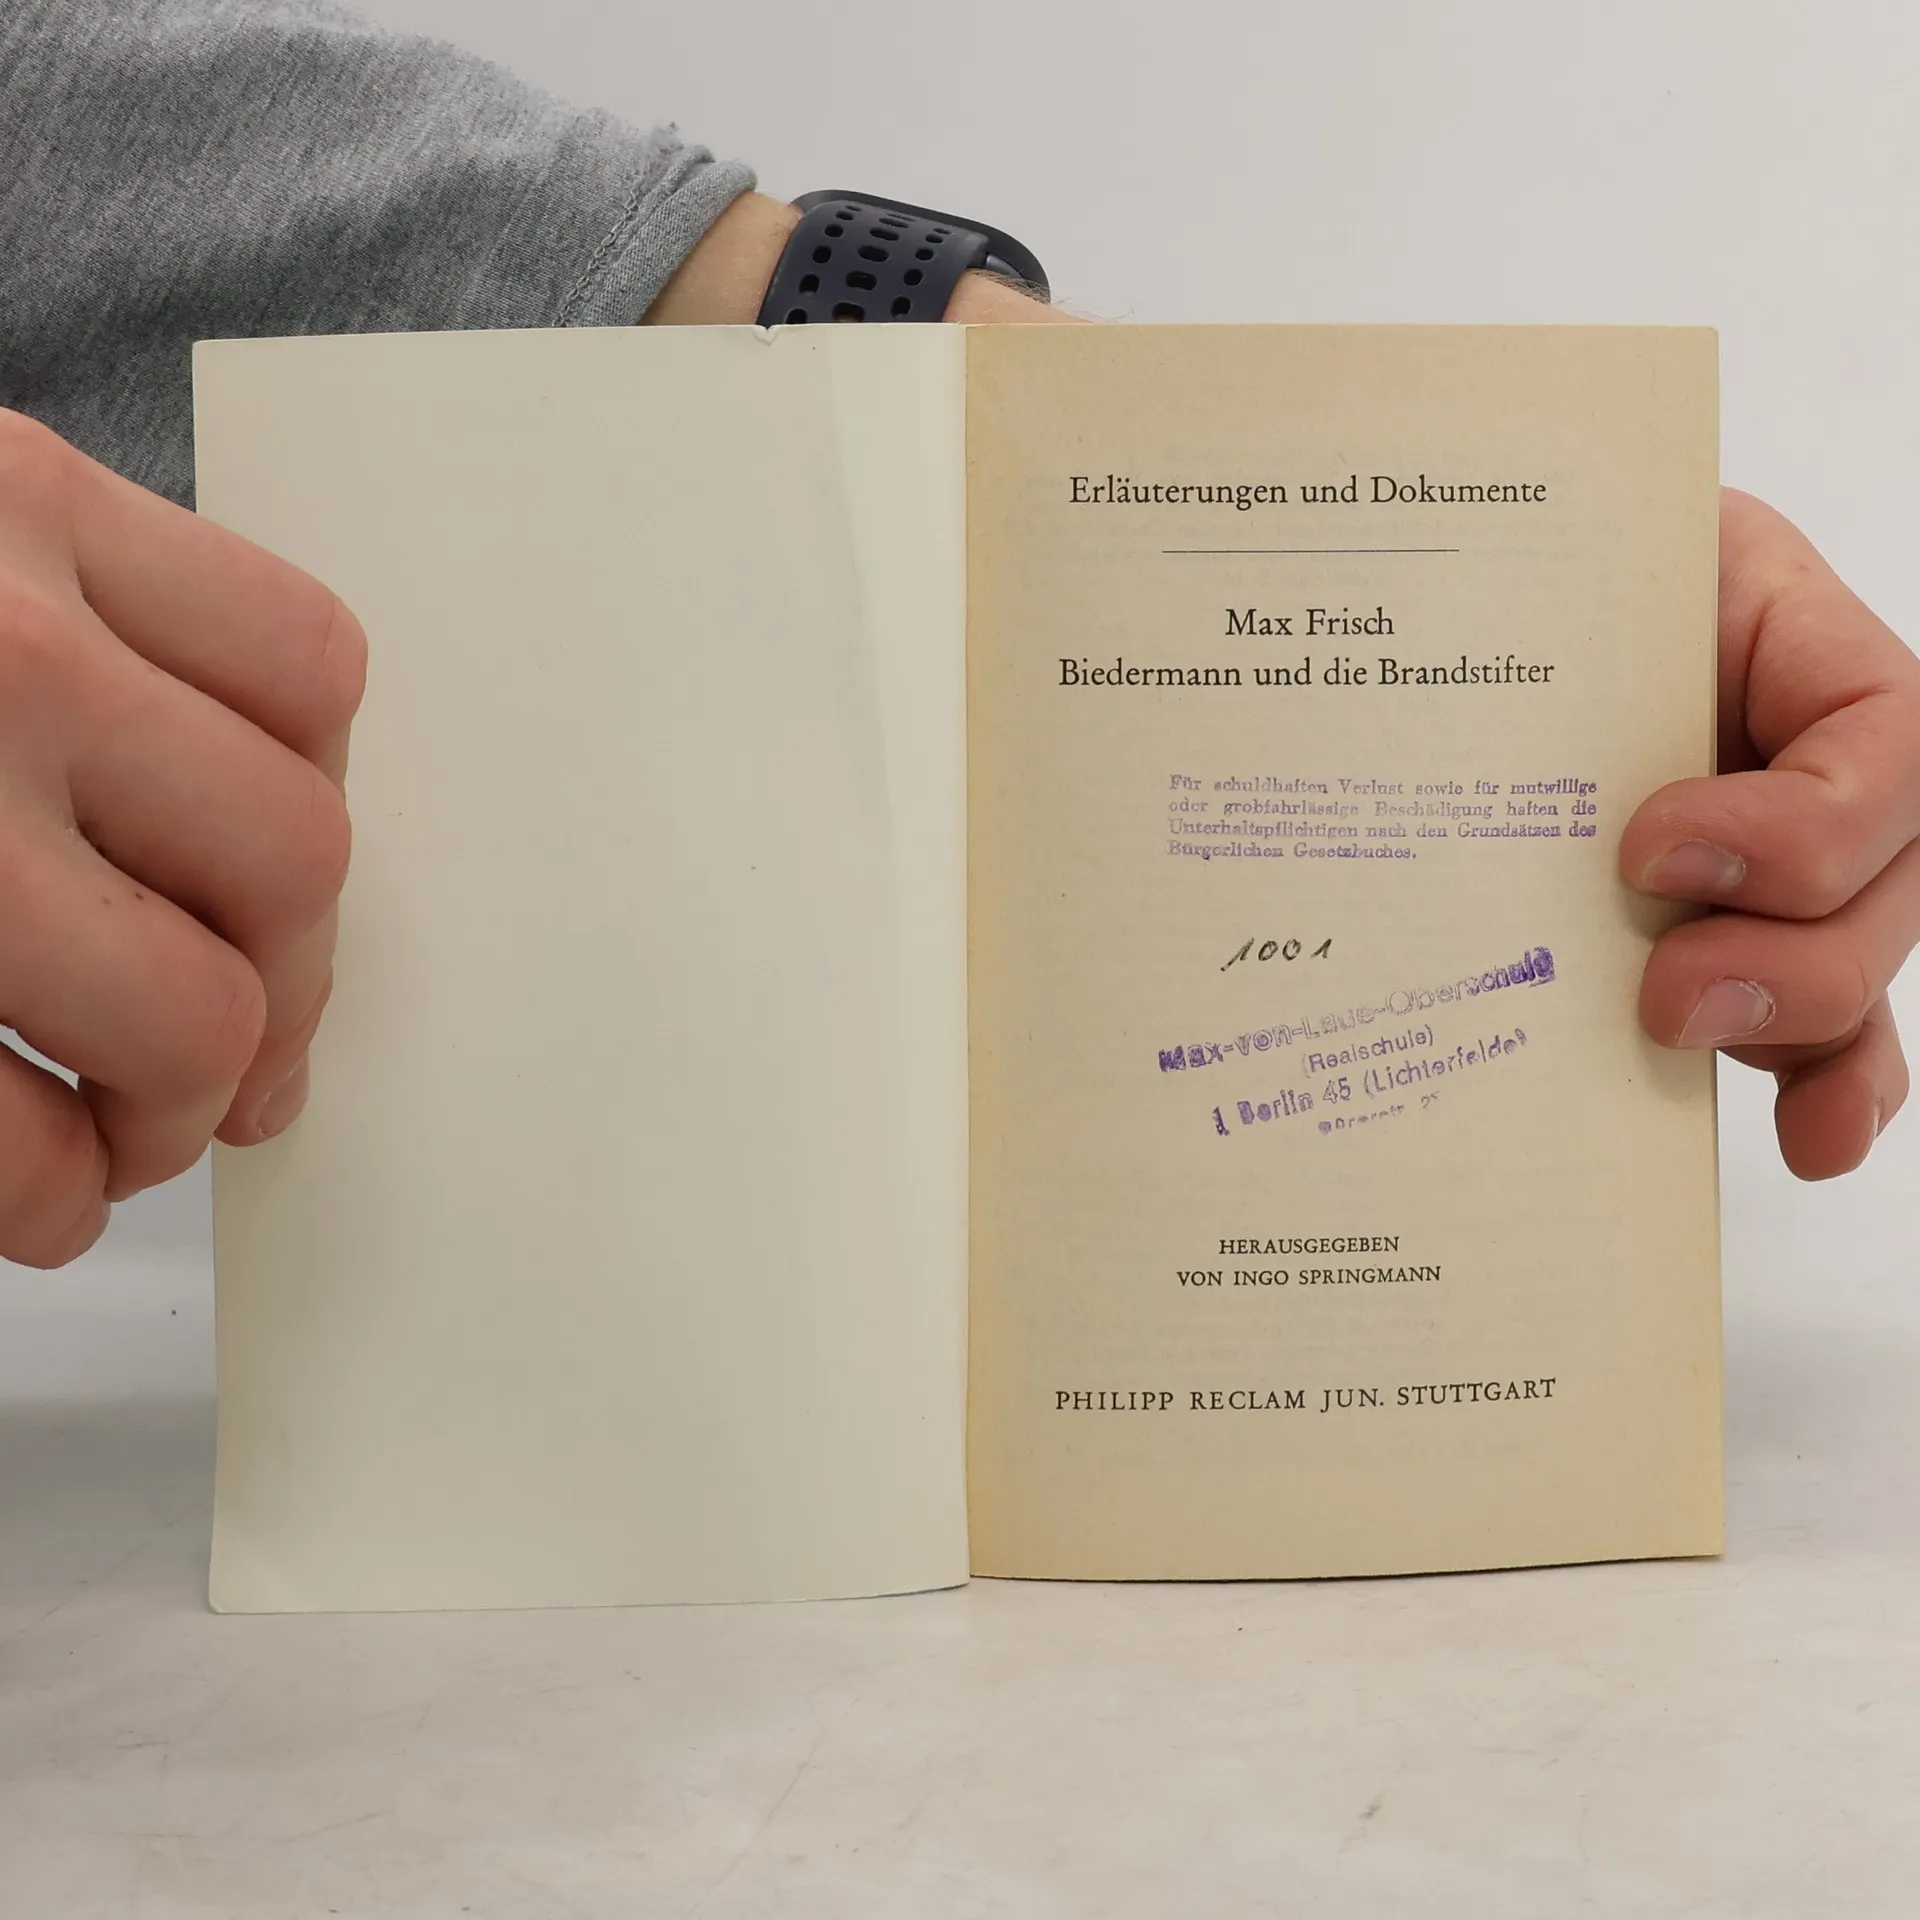 Erläuterungen und Dokumente
Max Frisch
Biedermann und die Brandstifter
Für schuldhaften Verlust sowie für mutwillige
oder grobfahrlässige Beschädigung haften die
Unterhaltspflichtigen nach den Grundsätzen des
Bürgerlichen Gesetzbuches.
1001
Max-von-Laue-Oberschule
(Realschule)
1 Berlin 45 (Lichterfelde)
HERAUSGEGEBEN
VON INGO SPRINGMANN
PHILIPP RECLAM JUN. STUTTGART